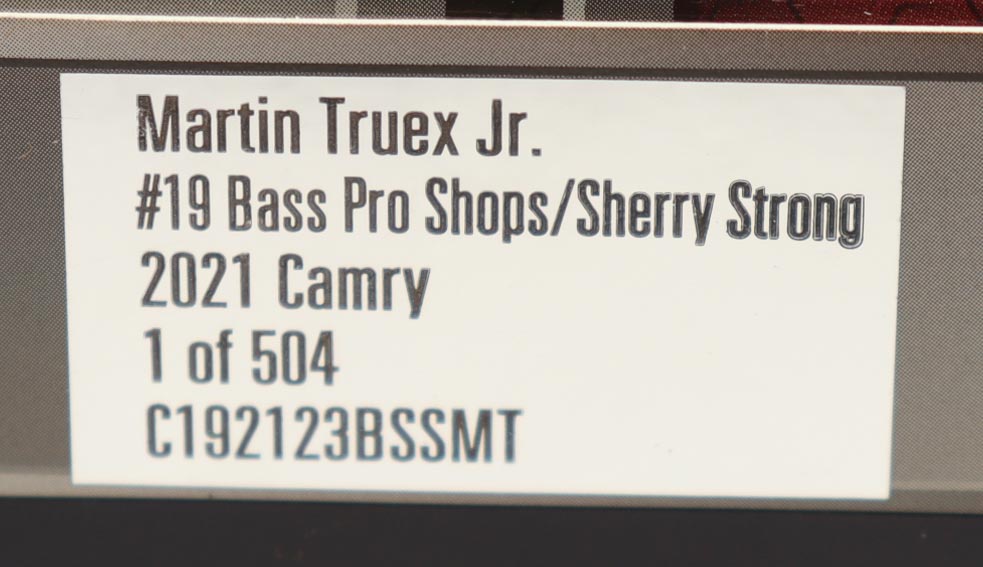 Martin Truex Jr.
#19 Bass Pro Shops/Sherry Strong
2021 Camry
1 of 504
C192123BSSMT